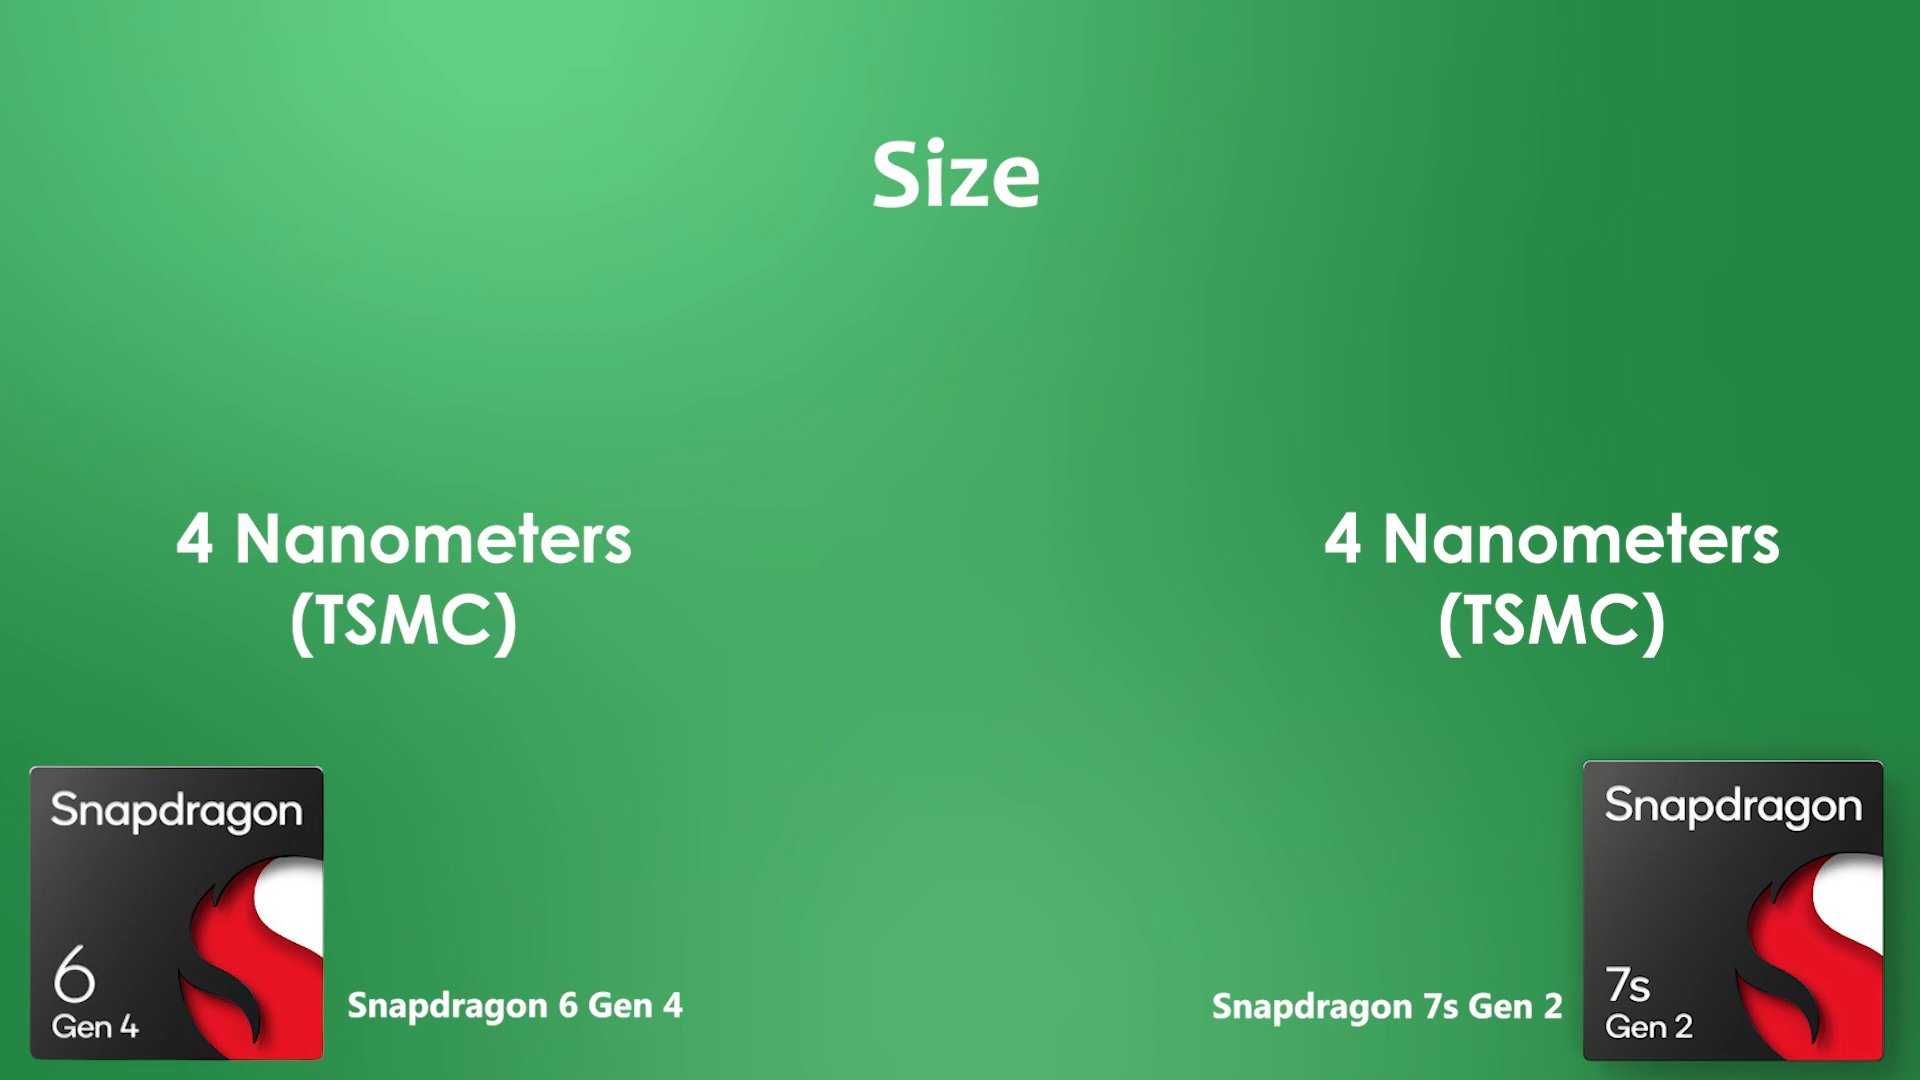 Size
4 Nanometers
(TSMC)
4 Nanometers
(TSMC)
Snapdragon
6
Gen 4
Snapdragon 6 Gen 4
Snapdragon 7s Gen 2
Snapdragon
7s
Gen 2